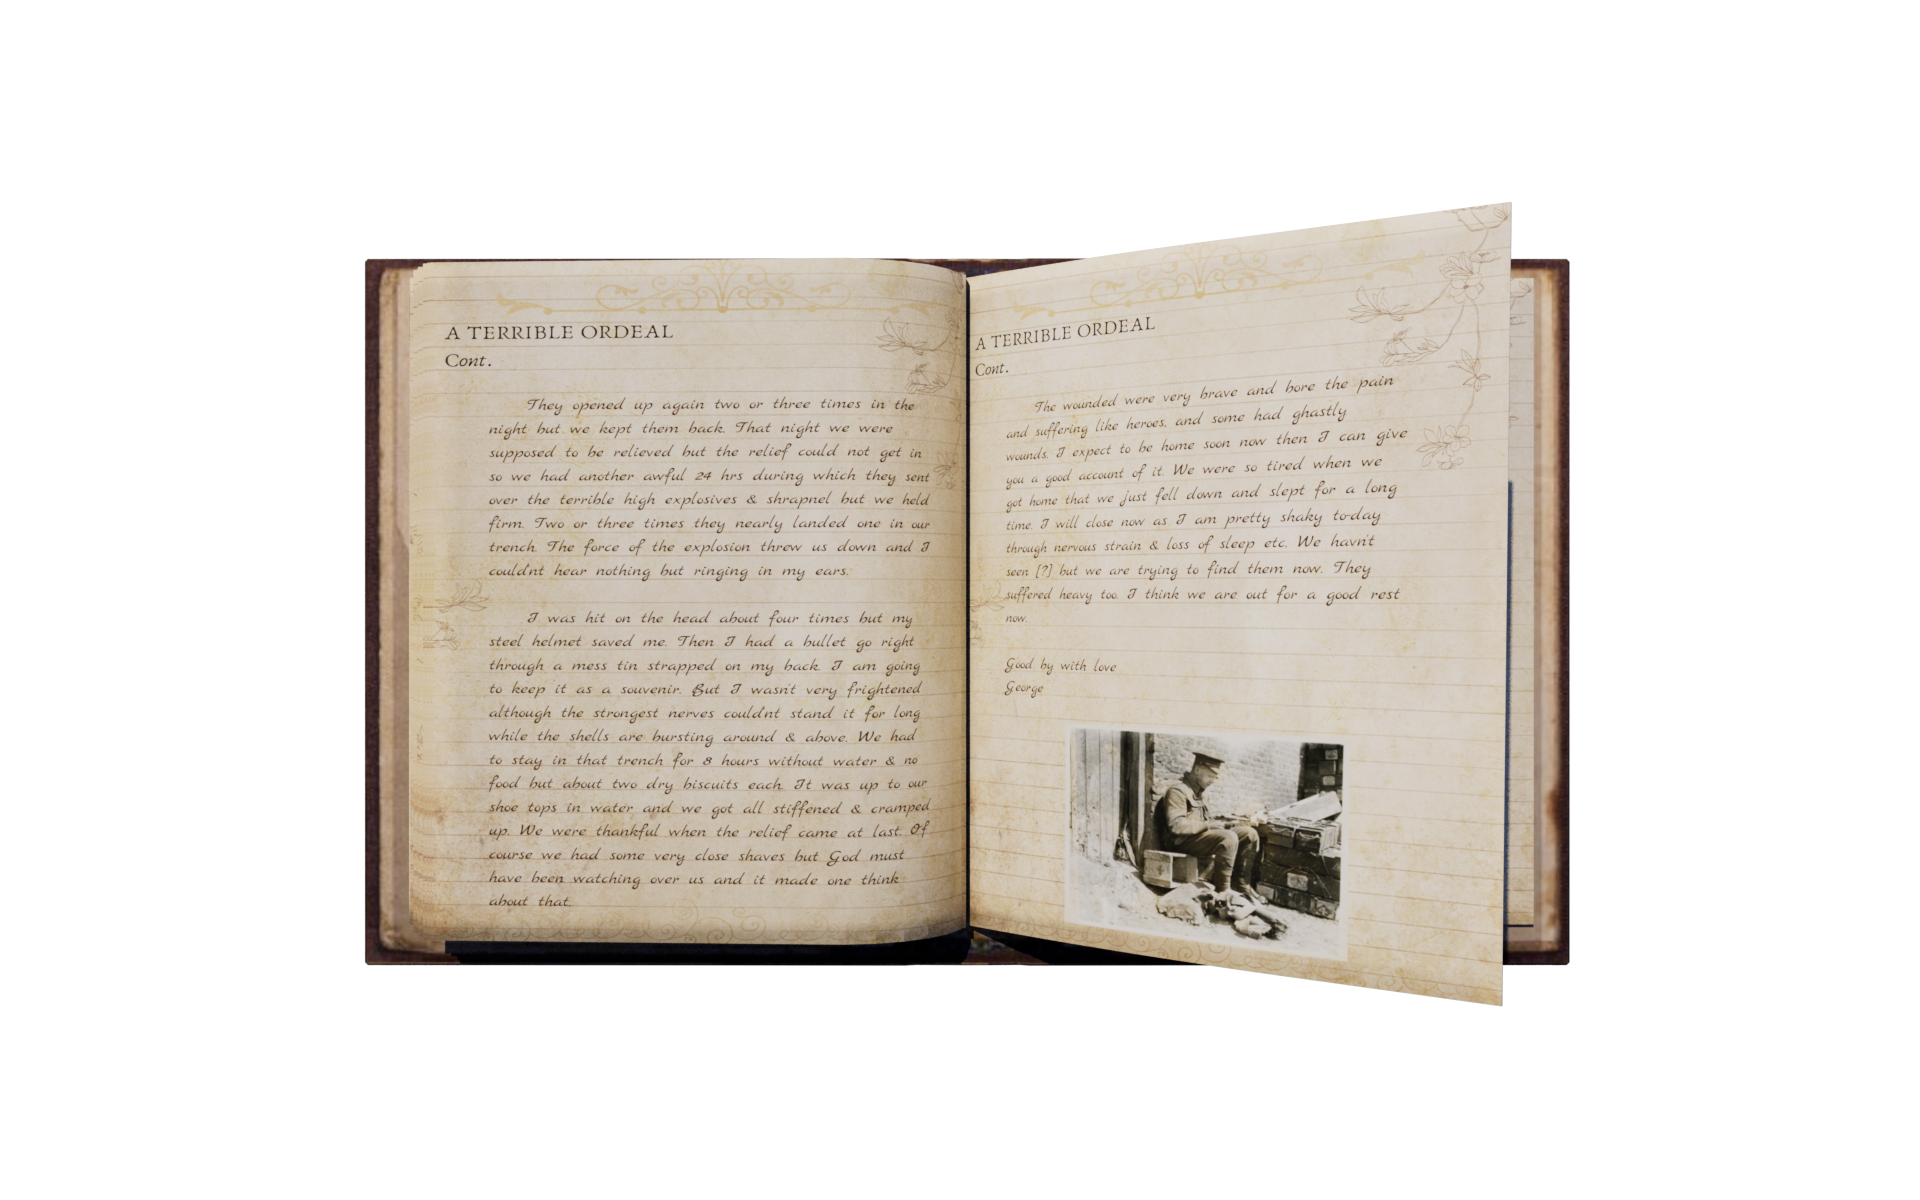 A TERRIBLE ORDEAL
Cont.
They opened up again two or three times in the
night but we kept them back. That night we were
supposed to be relieved but the relief could not get in
so we had another awful 24 hrs during which they sent
over the terrible high explosives & shrapnel but we held
firm. Two or three times they nearly landed one in our
trench. The force of the explosion threw us down and I
could'nt hear nothing but ringing in my ears.
I was hit on the head about four times but my
steel helmet saved me. Then I had a bullet go right
through a mess tin strapped on my back. I am going
to keep it as a souvenir. But I wasn't very frightened
although the strongest nerves could'nt stand it for long
while the shells are bursting around & above. We had
to stay in that trench for 8 hours without water & no
food but about two dry biscuits each. It was up to our
shoe tops in water and we got all stiffened & cramped
up. We were thankful when the relief came at last. Of
course we had some very close shaves but God must
have been watching over us and it made one think
about that.
A TERRIBLE ORDEAL
Cont.
The wounded were very brave and bore the pain
and suffering like heroes, and some had ghastly
wounds. I expect to be home soon now then I can give
you a good account of it. We were so tired when we
got home that we just fell down and slept for a long
time. I will close now as I am pretty shaky to-day
through nervous strain & loss of sleep etc. We hav'nt
seen [?] but we are trying to find them now. They
suffered heavy too. I think we are out for a good rest
now.
Good by with love
George